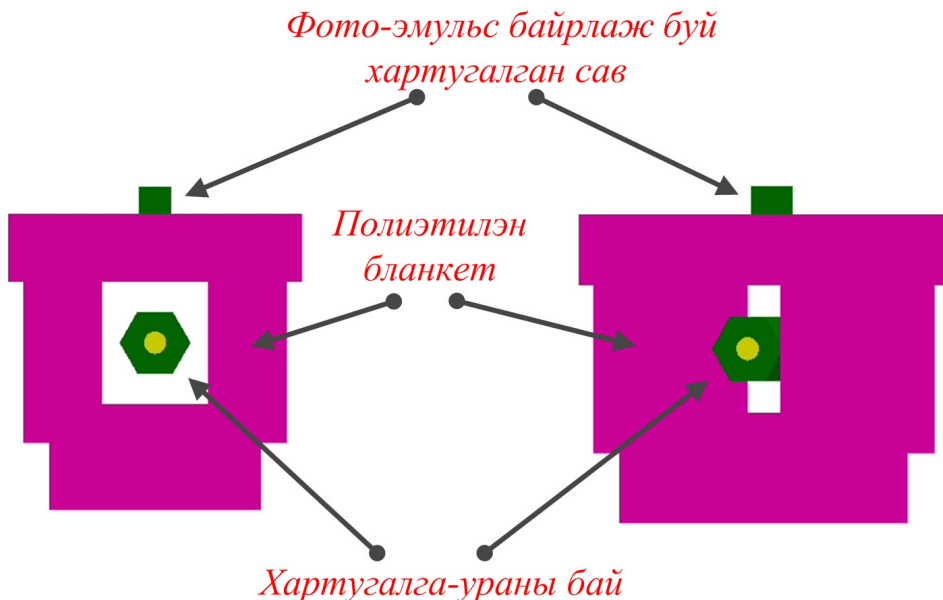 Фото-эмульс байрлаж буй
хартугалган сав
Полиэтилэн
бланкет
Хартугалга-ураны бай